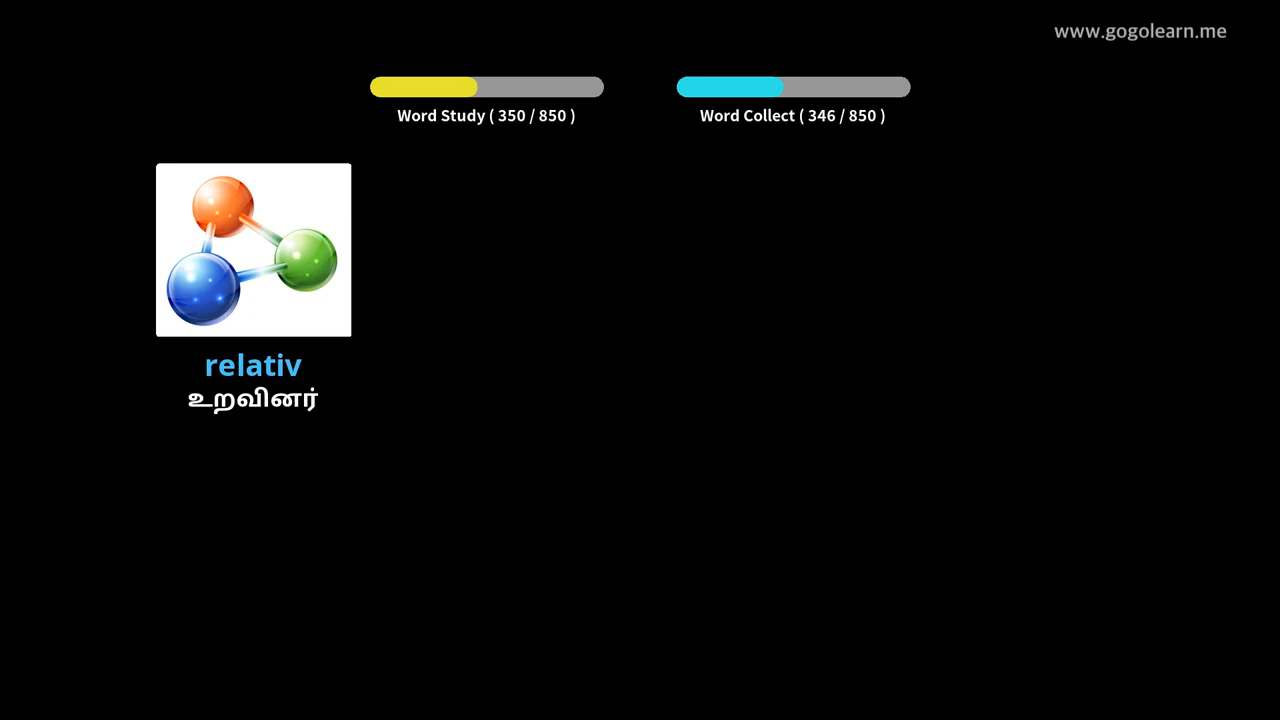 www.gogolearn.me
Word Study ( 350 / 850 )
Word Collect ( 346 / 850 )
relativ
உறவினர்